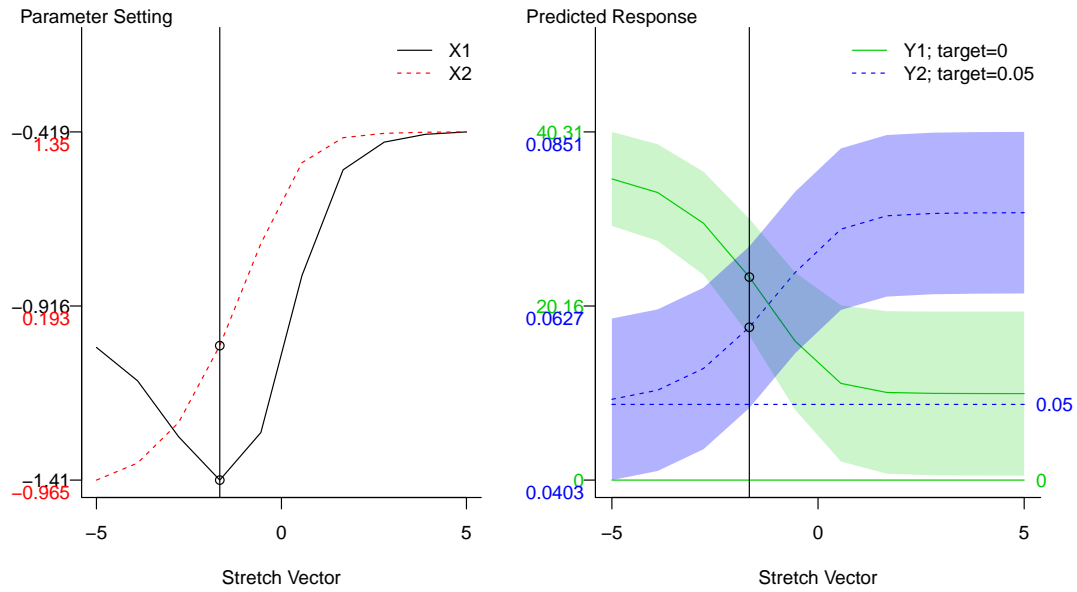 Parameter Setting
X1
X2
−0.419
1.35
−0.916
0.193
−1.41
−0.965
−5
0
5
Stretch Vector
Predicted Response
Y1; target=0
Y2; target=0.05
40.31
0.0851
20.16
0.0627
0
0.0403
0.05
0
−5
0
5
Stretch Vector